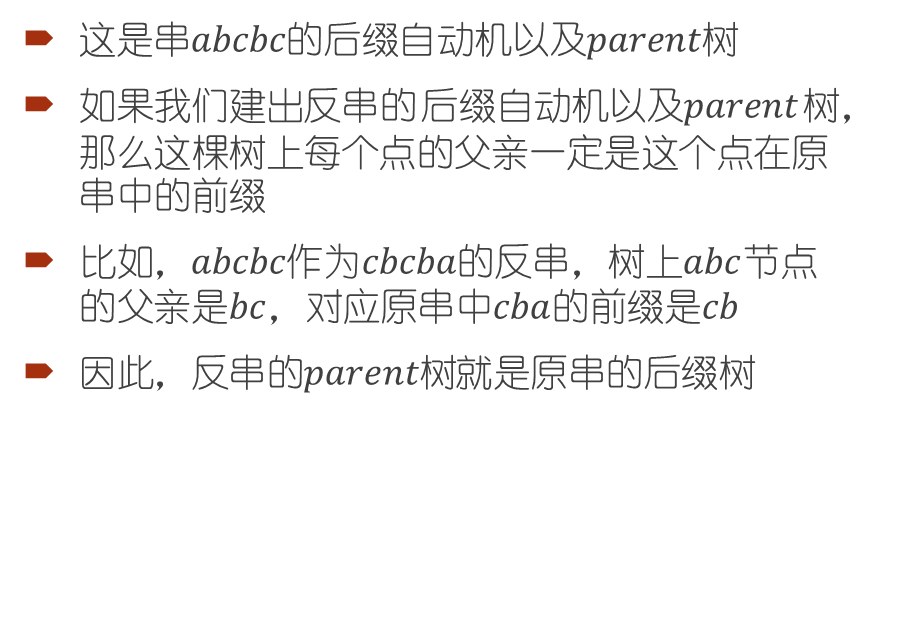 这是串abcbc的后缀自动机以及parent树
如果我们建出反串的后缀自动机以及parent树，
那么这棵树上每个点的父亲一定是这个点在原
串中的前缀
比如，abcbc作为cbcba的反串，树上abc节点
的父亲是bc，对应原串中cba的前缀是cb
因此，反串的parent树就是原串的后缀树